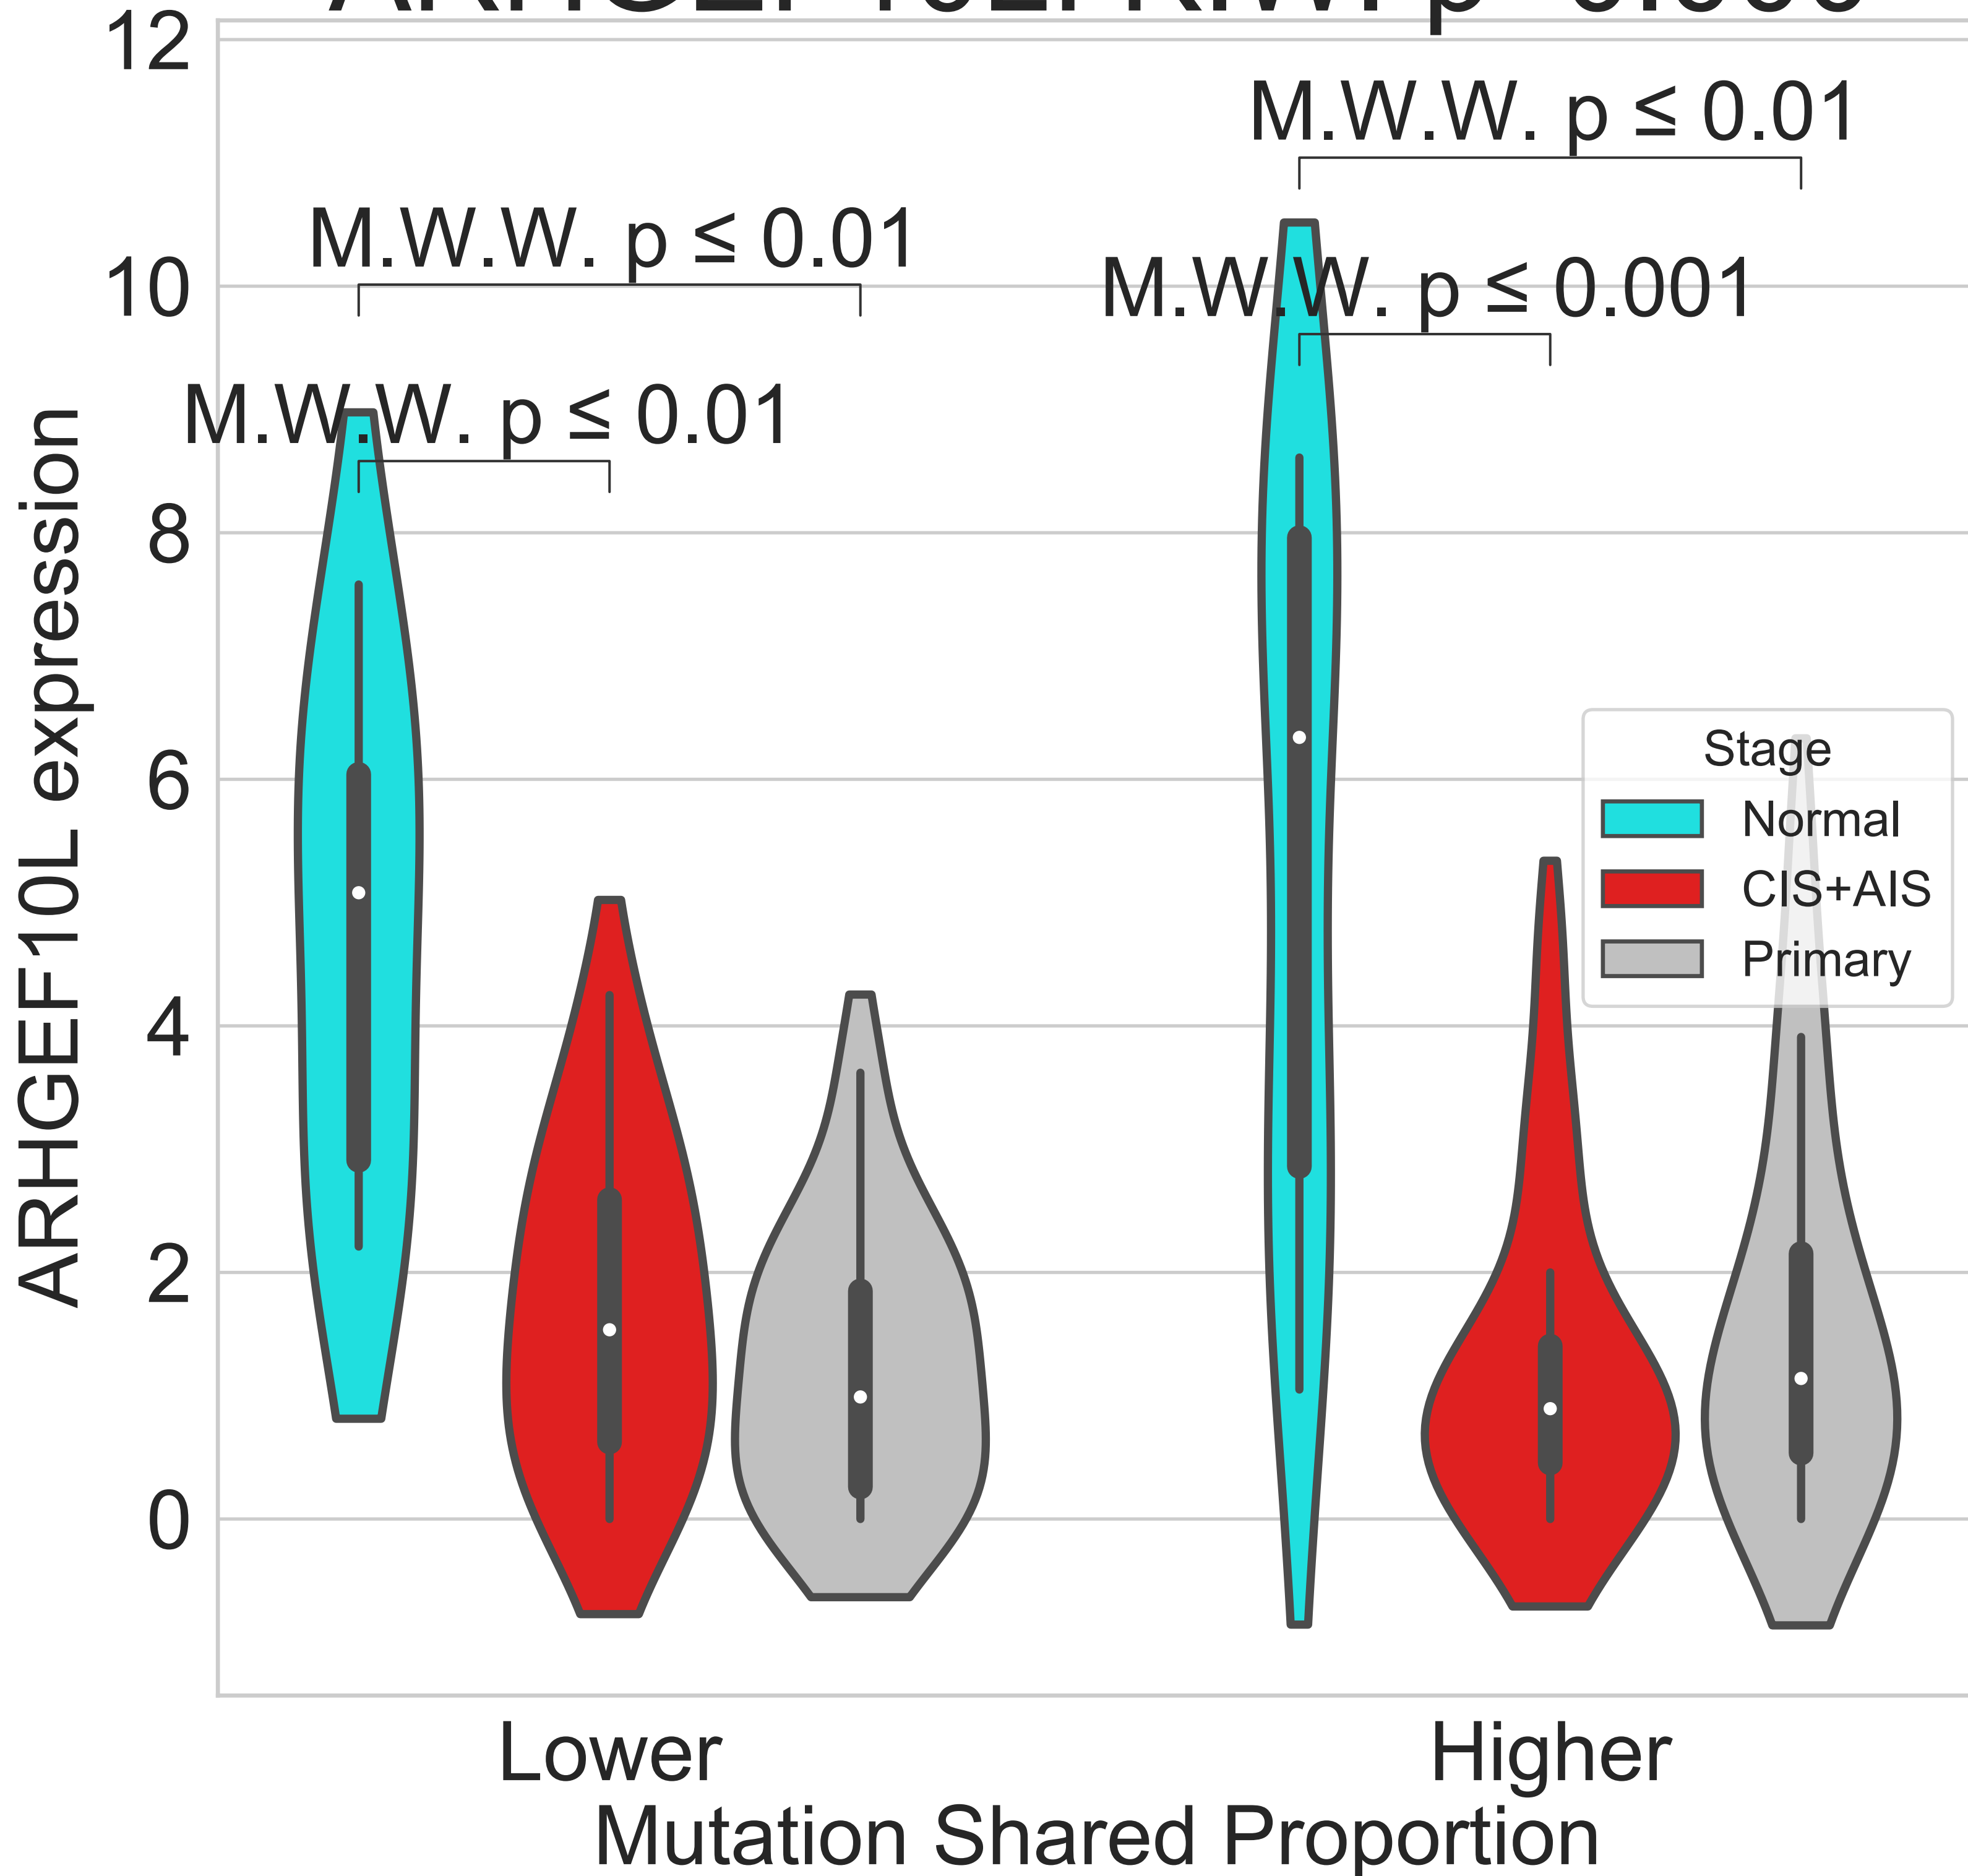 12
M.W.W. p ≤ 0.01
M.W.W. p ≤ 0.01
10
M.W.W. p ≤ 0.001
M.W.W. p ≤ 0.01
8
6
4
2
0
ARHGEF10L expression
Stage
Normal
CIS+AIS
Primary
Lower
Higher
Mutation Shared Proportion